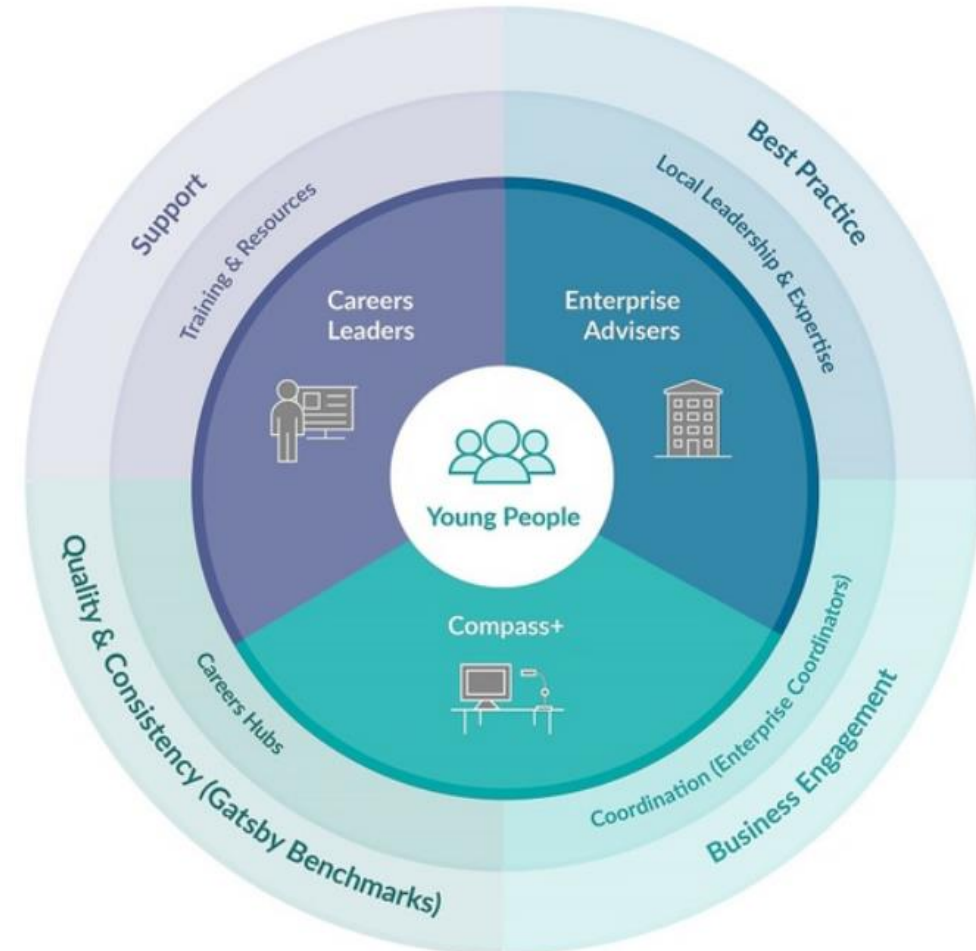 Support
Best Practice
Training & Resources
Local Leadership & Expertise
Careers
Leaders
Enterprise
Advisers
Young People
Compass+
Careers Hubs
Coordination (Enterprise Coordinators)
Quality & Consistency (Gatsby Benchmarks)
Business Engagement